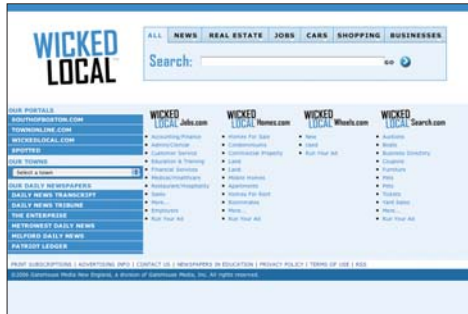 WICKED
LOCAL
ALL NEWS REAL ESTATE JOBS CARS SHOPPING BUSINESSES
Search: GO
OUR PORTALS
SOUTHOFBOSTON.COM
TOWNONLINE.COM
WICKEDLOCAL.COM
SPOTTED
OUR TOWNS
Select a town
OUR DAILY NEWSPAPERS
DAILY NEWS TRANSCRIPT
DAILY NEWS TRIBUNE
THE ENTERPRISE
METROWEST DAILY NEWS
MILFORD DAILY NEWS
PATRIOT LEDGER
WICKED
LOCAL Jobs.com
Accounting/Finance
Admin/Clerical
Customer Service
Education & Training
Financial Services
Medical/Healthcare
Restaurant/Hospitality
Sales
More...
Employers
Run Your Ad
WICKED
LOCAL Homes.com
Homes For Sale
Condominiums
Commercial Property
Land
Land
Mobile Homes
Apartments
Homes For Rent
Roommates
More...
Run Your Ad
WICKED
LOCAL Wheels.com
New
Used
Run Your Ad
WICKED
LOCAL Search.com
Auctions
Boats
Business Directory
Coupons
Furniture
Pets
Pets
Tickets
Yard Sales
More...
Run Your Ad
PRINT SUBSCRIPTIONS | ADVERTISING INFO | CONTACT US | NEWSPAPERS IN EDUCATION | PRIVACY POLICY | TERMS OF USE | RSS
©2006 GateHouse Media New England, a division of GateHouse Media, Inc. All rights reserved.